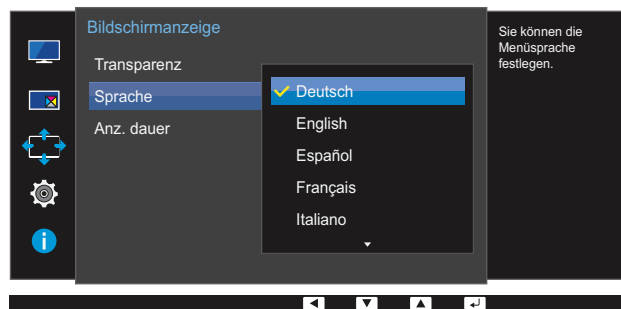 Bildschirmanzeige
Transparenz
Sprache
Anz. dauer
Deutsch
English
Español
Français
Italiano
Sie können die
Menüsprache
festlegen.